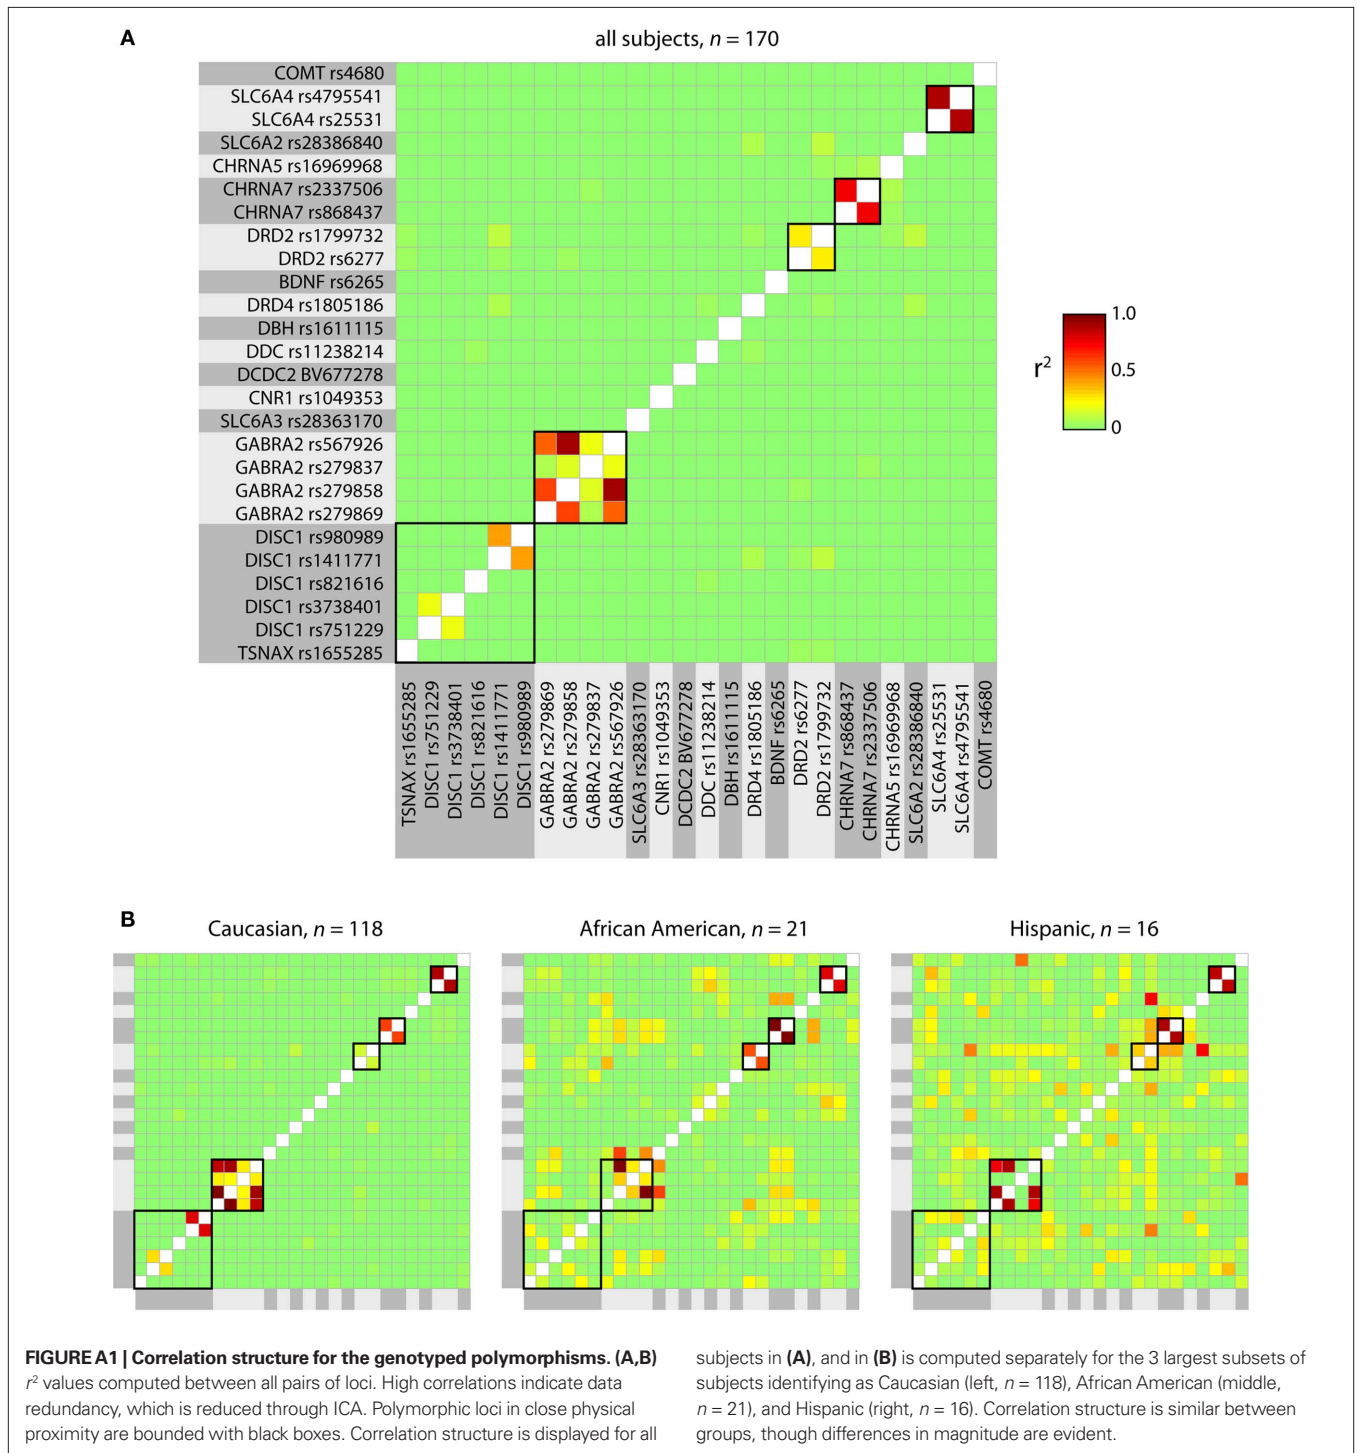 A
all subjects, n = 170
COMT rs4680
SLC6A4 rs4795541
SLC6A4 rs25531
SLC6A2 rs28386840
CHRNA5 rs16969968
CHRNA7 rs2337506
CHRNA7 rs868437
DRD2 rs1799732
DRD2 rs6277
BDNF rs6265
DRD4 rs1805186
DBH rs1611115
DDC rs11238214
DCDC2 BV677278
CNR1 rs1049353
SLC6A3 rs28363170
GABRA2 rs567926
GABRA2 rs279837
GABRA2 rs279858
GABRA2 rs279869
DISC1 rs980989
DISC1 rs1411771
DISC1 rs821616
DISC1 rs3738401
DISC1 rs751229
TSNAX rs1655285
r²
1.0
0.5
0
TSNAX rs1655285
DISC1 rs751229
DISC1 rs3738401
DISC1 rs821616
DISC1 rs1411771
DISC1 rs980989
GABRA2 rs279869
GABRA2 rs279858
GABRA2 rs279837
GABRA2 rs567926
SLC6A3 rs28363170
CNR1 rs1049353
DCDC2 BV677278
DDC rs11238214
DBH rs1611115
DRD4 rs1805186
BDNF rs6265
DRD2 rs6277
DRD2 rs1799732
CHRNA7 rs868437
CHRNA7 rs2337506
CHRNA5 rs16969968
SLC6A2 rs28386840
SLC6A4 rs25531
SLC6A4 rs4795541
COMT rs4680
B
Caucasian, n = 118
African American, n = 21
Hispanic, n = 16
FIGURE A1 | Correlation structure for the genotyped polymorphisms. (A,B)
r² values computed between all pairs of loci. High correlations indicate data
redundancy, which is reduced through ICA. Polymorphic loci in close physical
proximity are bounded with black boxes. Correlation structure is displayed for all
subjects in (A), and in (B) is computed separately for the 3 largest subsets of
subjects identifying as Caucasian (left, n = 118), African American (middle,
n = 21), and Hispanic (right, n = 16). Correlation structure is similar between
groups, though differences in magnitude are evident.